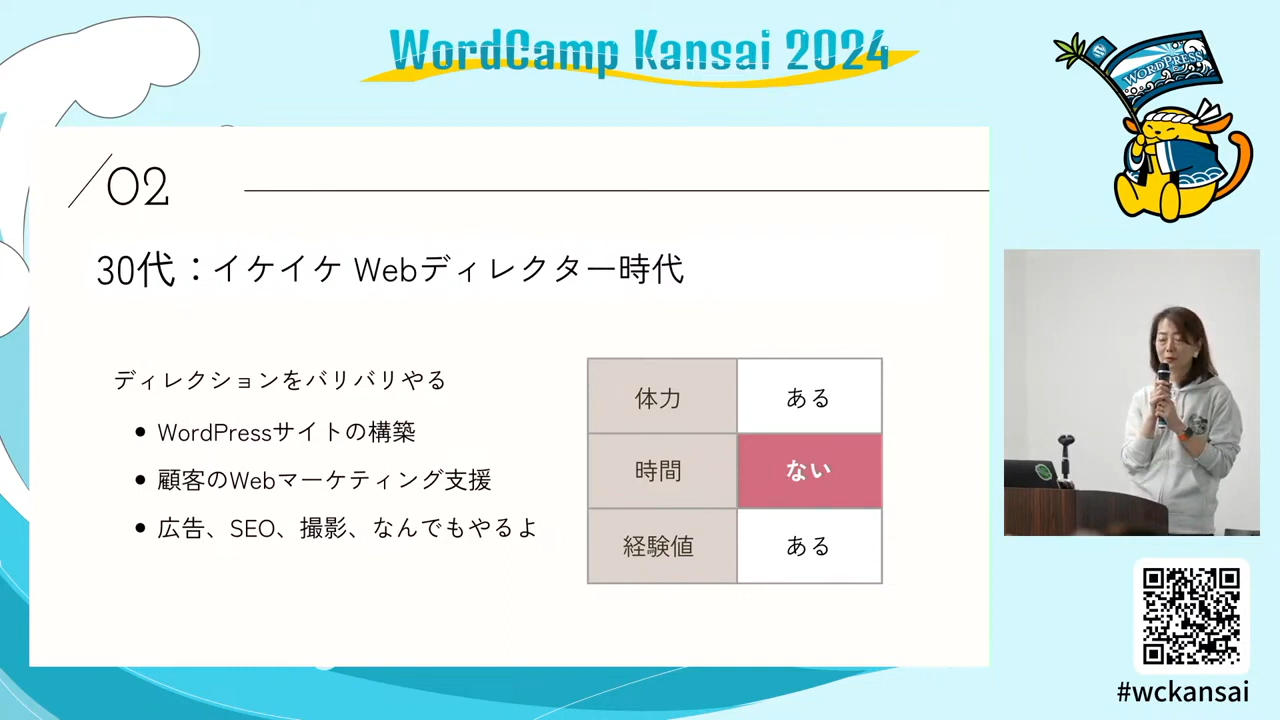 WordCamp Kansai 2024
WORDPRESS
/02
30代：イケイケ Webディレクター時代
ディレクションをバリバリやる
• WordPressサイトの構築
• 顧客のWebマーケティング支援
• 広告、SEO、撮影、なんでもやるよ
体力 ある
時間 ない
経験値 ある
#wckansai